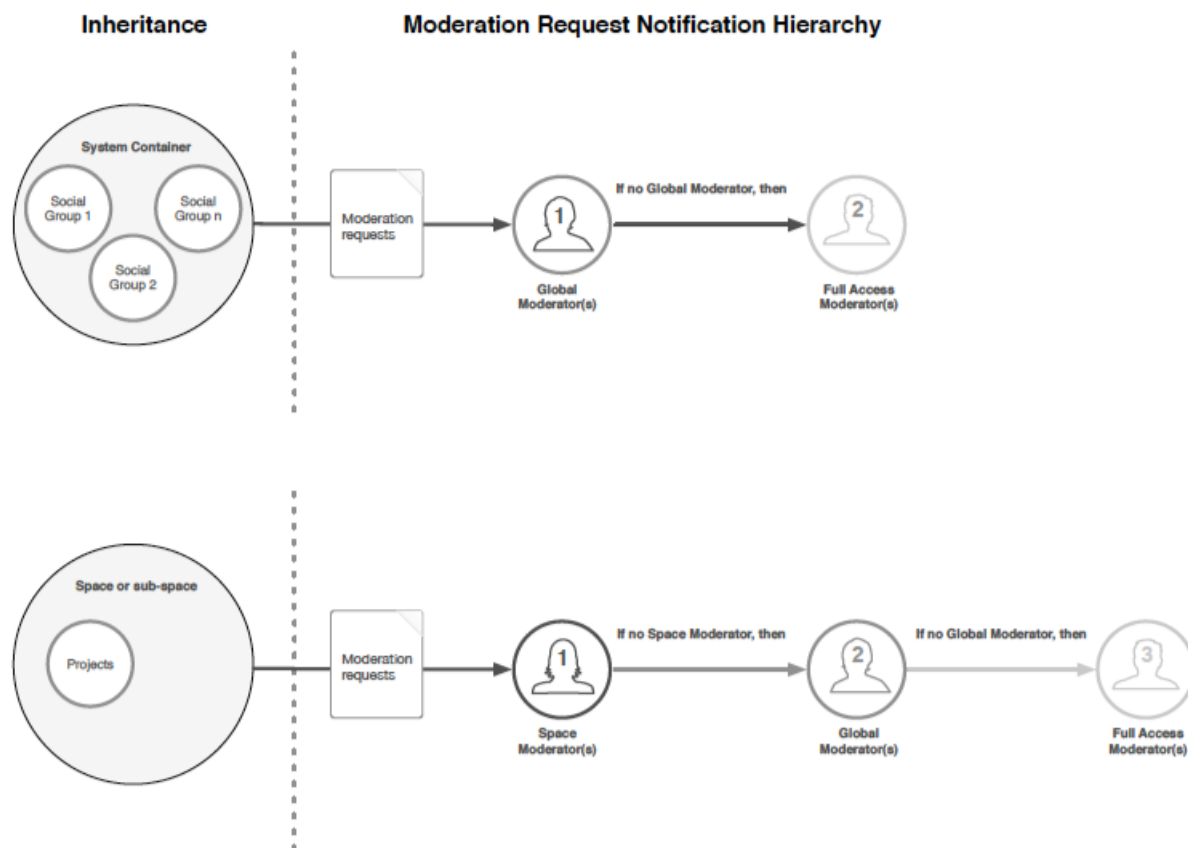 Inheritance
Moderation Request Notification Hierarchy
System Container
Social
Group 1
Social
Group n
Social
Group 2
Moderation
requests
1
Global
Moderator(s)
If no Global Moderator, then
2
Full Access
Moderator(s)
Space or sub-space
Projects
Moderation
requests
1
Space
Moderator(s)
If no Space Moderator, then
2
Global
Moderator(s)
If no Global Moderator, then
3
Full Access
Moderator(s)